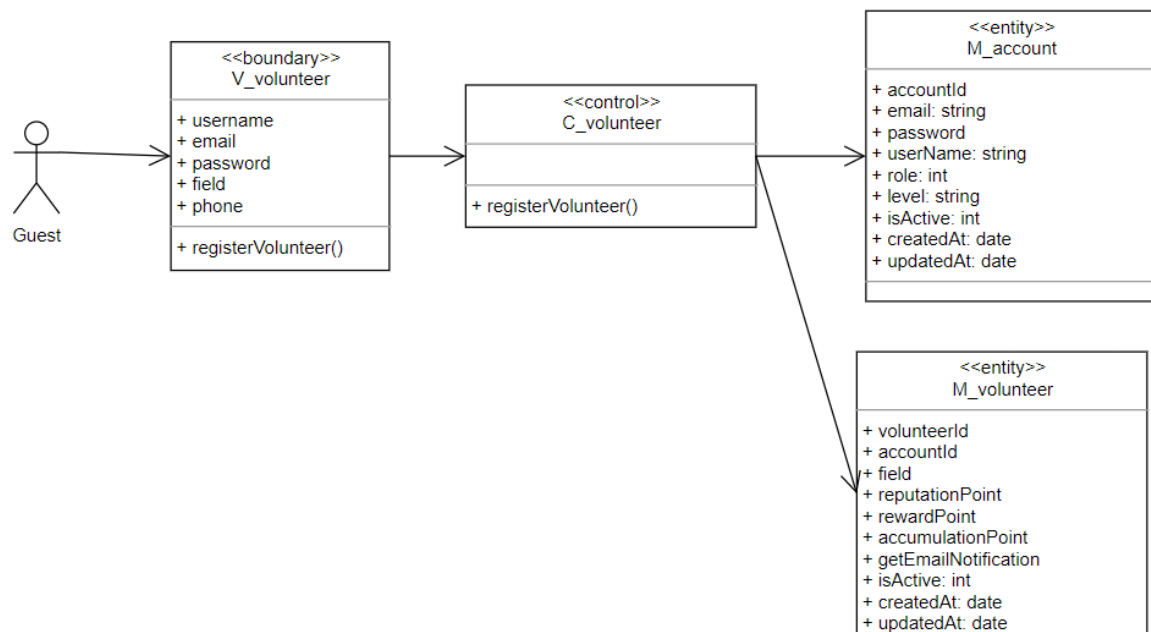 Guest
<<boundary>>
V_volunteer
+ username
+ email
+ password
+ field
+ phone
+ registerVolunteer()
<<control>>
C_volunteer
+ registerVolunteer()
<<entity>>
M_account
+ accountId
+ email: string
+ password
+ userName: string
+ role: int
+ level: string
+ isActive: int
+ createdAt: date
+ updatedAt: date
<<entity>>
M_volunteer
+ volunteerId
+ accountId
+ field
+ reputationPoint
+ rewardPoint
+ accumulationPoint
+ getEmailNotification
+ isActive: int
+ createdAt: date
+ updatedAt: date